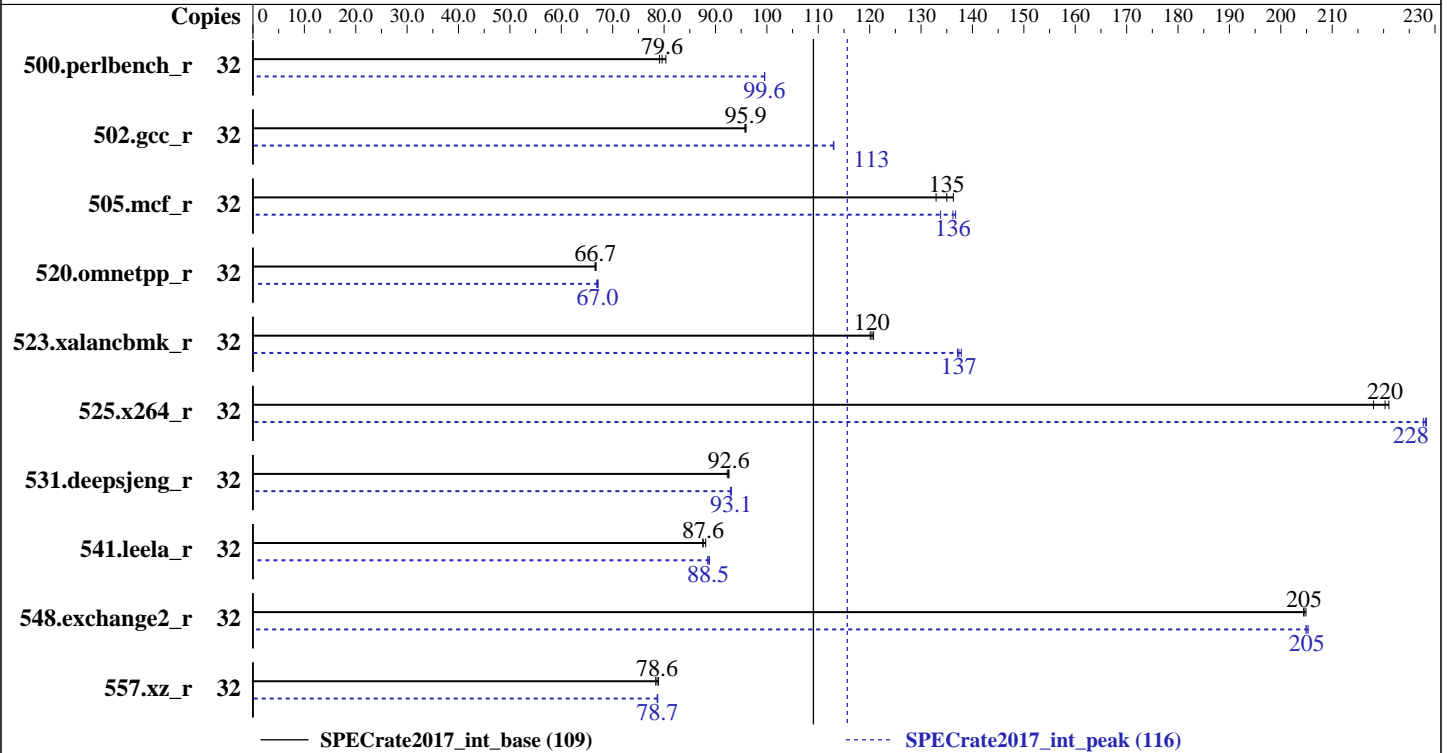 Copies 0 10.0 20.0 30.0 40.0 50.0 60.0 70.0 80.0 90.0 100 110 120 130 140 150 160 170 180 190 200 210 230
79.6
500.perlbench_r 32
99.6
95.9
502.gcc_r 32
113
135
505.mcf_r 32
136
66.7
520.omnetpp_r 32
67.0
120
523.xalancbmk_r 32
137
220
525.x264_r 32
228
92.6
531.deepsjeng_r 32
93.1
87.6
541.leela_r 32
88.5
205
548.exchange2_r 32
205
78.6
557.xz_r 32
78.7
SPECrate2017_int_base (109) SPECrate2017_int_peak (116)